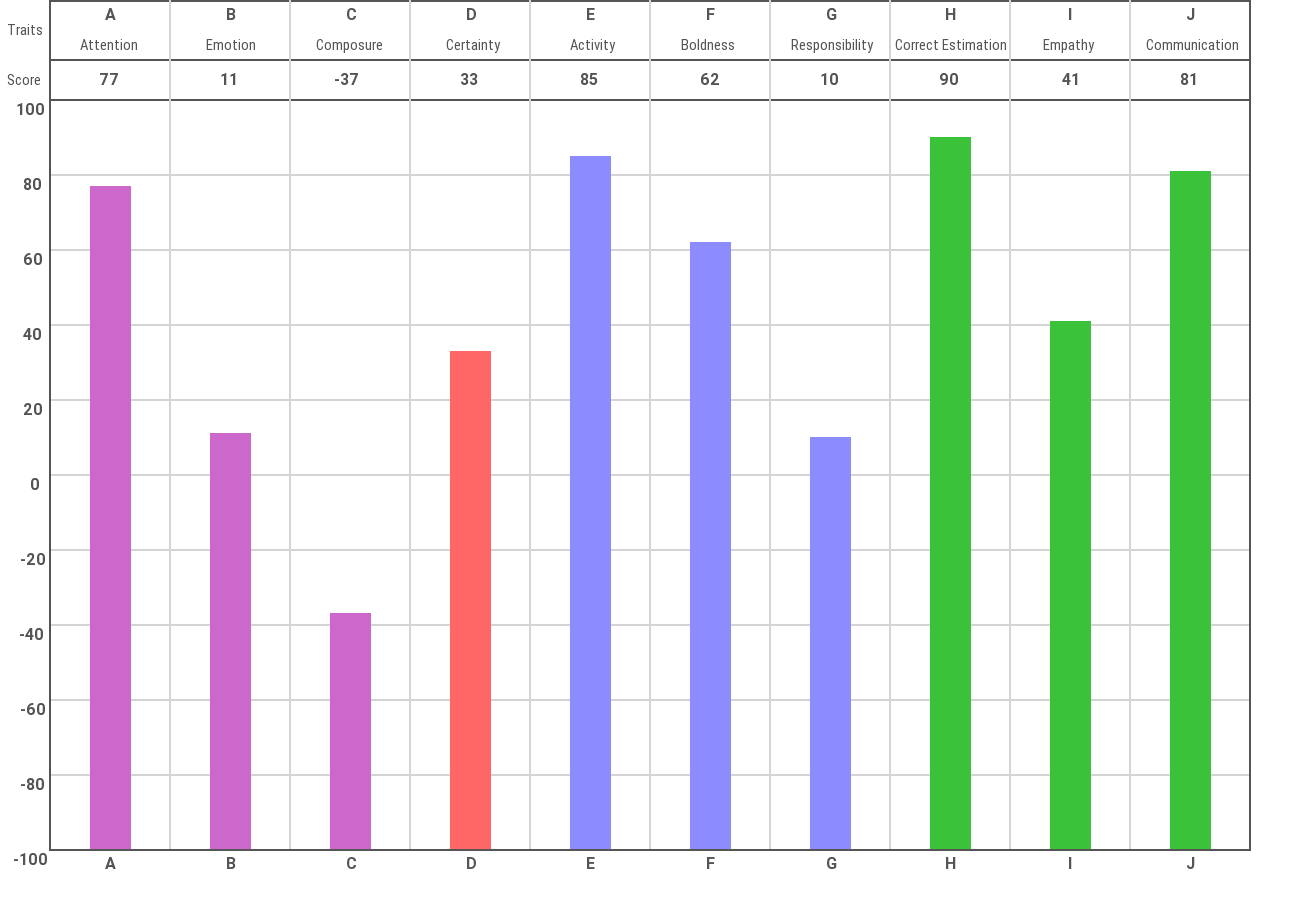 A B C D E F G H I J
Traits
Attention Emotion Composure Certainty Activity Boldness Responsibility Correct Estimation Empathy Communication
Score 77 11 -37 33 85 62 10 90 41 81
100
80
60
40
20
0
-20
-40
-60
-80
-100
A B C D E F G H I J